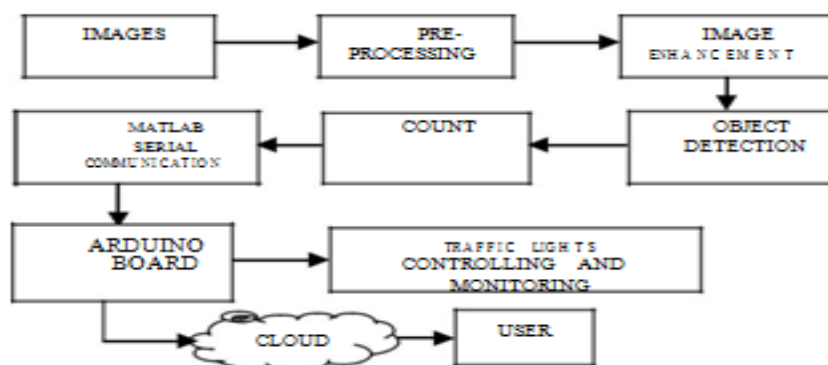 IMAGES
PRE-
PROCESSING
IMAGE
ENHANCEMENT
MATLAB
SERIAL
COMMUNICATION
COUNT
OBJECT
DETECTION
ARDUINO
BOARD
TRAFFIC LIGHTS
CONTROLLING AND
MONITORING
CLOUD
USER